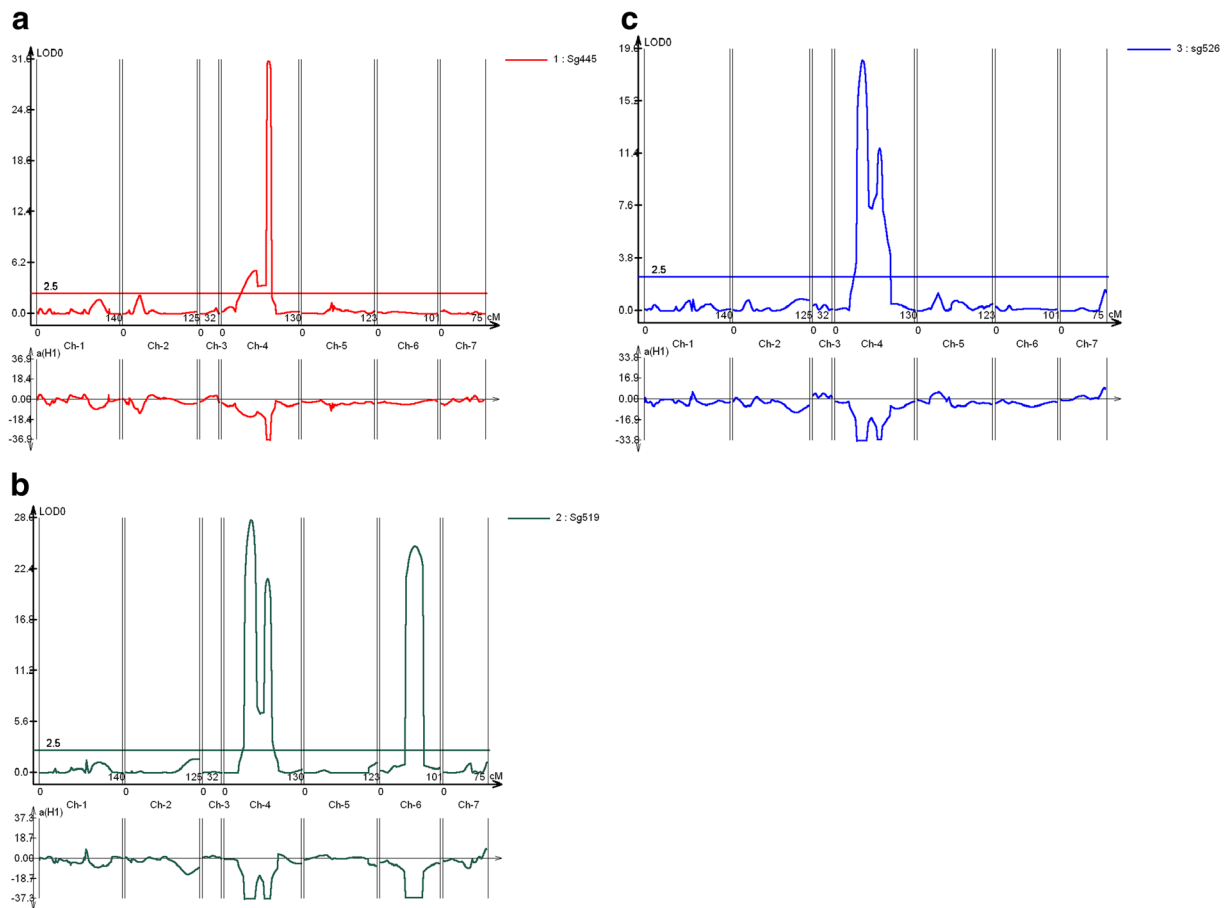 a
LOD0
1 : Sg445
31.0
24.8
18.6
12.4
6.2
2.5
0.0
140 125 32 130 123 101 75 cM
0 0 0 0 0 0 0
Ch-1 Ch-2 Ch-3 Ch-4 Ch-5 Ch-6 Ch-7
a(H1)
36.9
18.4
0.00
-18.4
-36.9
c
LOD0
3 : sg526
19.0
15.2
11.4
7.6
3.8
2.5
0.0
140 125 32 130 123 101 75 cM
0 0 0 0 0 0 0
Ch-1 Ch-2 Ch-3 Ch-4 Ch-5 Ch-6 Ch-7
a(H1)
33.8
16.9
0.00
-16.9
-33.8
b
LOD0
2 : Sg519
28.0
22.4
16.8
11.2
5.6
2.5
0.0
140 125 32 130 123 101 75 cM
0 0 0 0 0 0 0
Ch-1 Ch-2 Ch-3 Ch-4 Ch-5 Ch-6 Ch-7
a(H1)
37.3
18.7
0.00
-18.7
-37.3